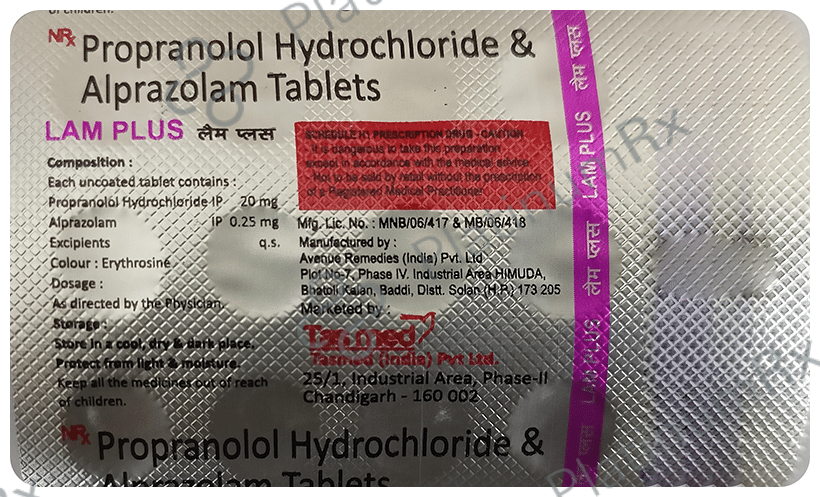 of children.
NRx Propranolol Hydrochloride &
Alprazolam Tablets
LAM PLUS लैम प्लस
Composition :
Each uncoated tablet contains :
Propranolol Hydrochloride IP 20 mg
Alprazolam IP 0.25 mg
Excipients q.s.
Colour : Erythrosine
Dosage :
As directed by the Physician.
Storage :
Store in a cool, dry & dark place.
Protect from light & moisture.
Keep all the medicines out of reach
of children.
SCHEDULE H1 PRESCRIPTION DRUG - CAUTION
- It is dangerous to take this preparation
except in accordance with the medical advice.
- Not to be sold by retail without the prescription
of a Registered Medical Practitioner.
Mfg. Lic. No. : MNB/06/417 & MB/06/418
Manufactured by :
Avenue Remedies (India) Pvt. Ltd
Plot No-7, Phase IV. Industrial Area HIMUDA,
Bhatoli Kalan, Baddi, Distt. Solan (H.P.) 173 205
Marketed by :
Tasmed
Tasmed (India) Pvt Ltd.
25/1, Industrial Area, Phase-II
Chandigarh - 160 002
NRx Propranolol Hydrochloride &
Alprazolam Tablets
LAM PLUS लैम प्लस
LAM PLUS लैम प्लस
PlatinumRx